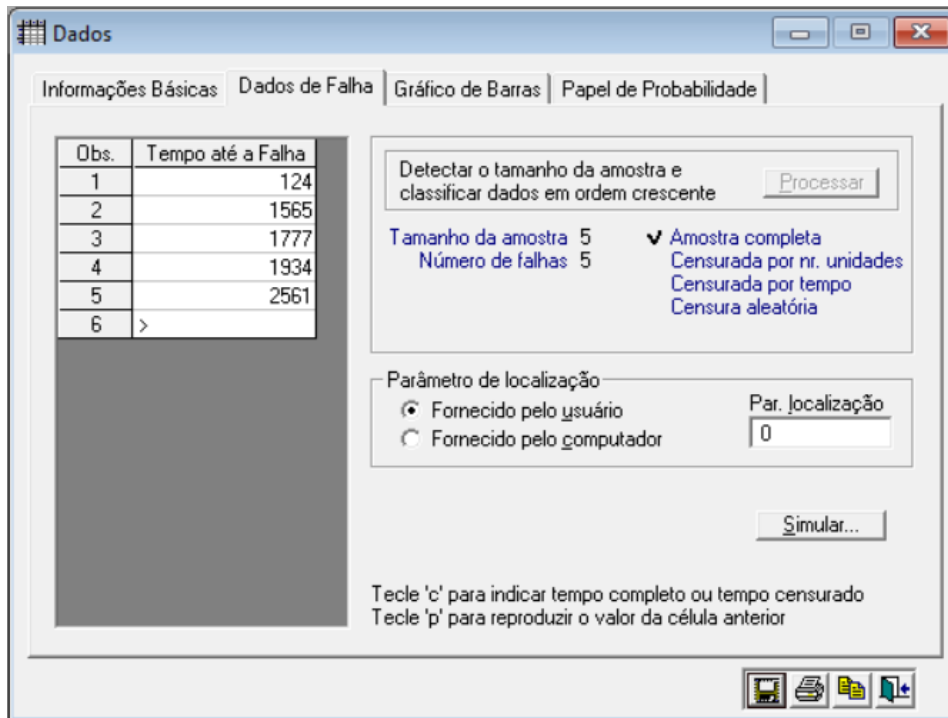 Dados
Informações Básicas Dados de Falha Gráfico de Barras Papel de Probabilidade
Obs. Tempo até a Falha
1 124
2 1565
3 1777
4 1934
5 2561
6 >
Detectar o tamanho da amostra e
classificar dados em ordem crescente
Processar
Tamanho da amostra 5
Número de falhas 5
Amostra completa
Censurada por nr. unidades
Censurada por tempo
Censura aleatória
Parâmetro de localização
Fornecido pelo usuário
Fornecido pelo computador
Par. localização
0
Simular...
Tecle 'c' para indicar tempo completo ou tempo censurado
Tecle 'p' para reproduzir o valor da célula anterior